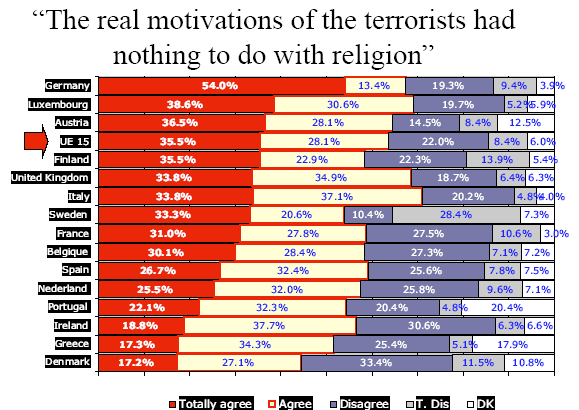 “The real motivations of the terrorists had
nothing to do with religion”
Germany 54.0% 13.4% 19.3% 9.4% 3.9%
Luxembourg 38.6% 30.6% 19.7% 5.2% 5.9%
Austria 36.5% 28.1% 14.5% 8.4% 12.5%
UE 15 35.5% 28.1% 22.0% 8.4% 6.0%
Finland 35.5% 22.9% 22.3% 13.9% 5.4%
United Kingdom 33.8% 34.9% 18.7% 6.4% 6.3%
Italy 33.8% 37.1% 20.2% 4.8% 4.0%
Sweden 33.3% 20.6% 10.4% 28.4% 7.3%
France 31.0% 27.8% 27.5% 10.6% 3.0%
Belgique 30.1% 28.4% 27.3% 7.1% 7.2%
Spain 26.7% 32.4% 25.6% 7.8% 7.5%
Nederland 25.5% 32.0% 25.8% 9.6% 7.1%
Portugal 22.1% 32.3% 20.4% 4.8% 20.4%
Ireland 18.8% 37.7% 30.6% 6.3% 6.6%
Greece 17.3% 34.3% 25.4% 5.1% 17.9%
Denmark 17.2% 27.1% 33.4% 11.5% 10.8%
Totally agree Agree Disagree T. Dis DK